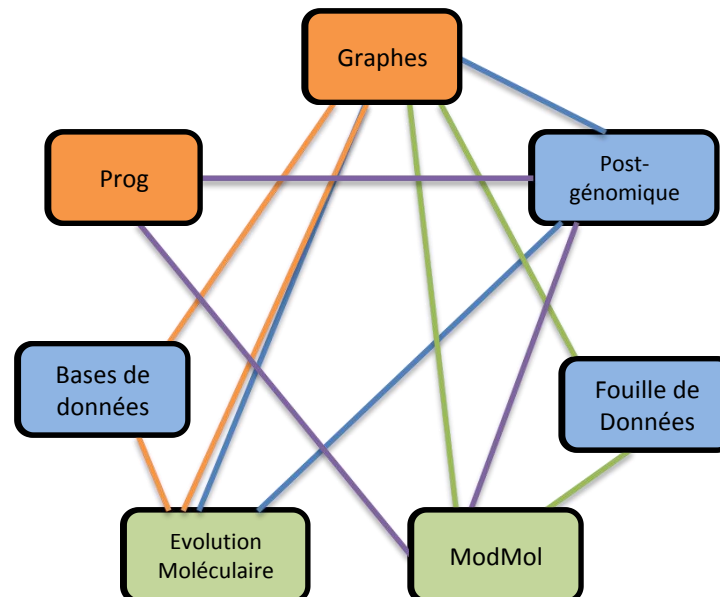 Graphes
Prog
Post-
génomique
Bases de
données
Fouille de
Données
Evolution
Moléculaire
ModMol